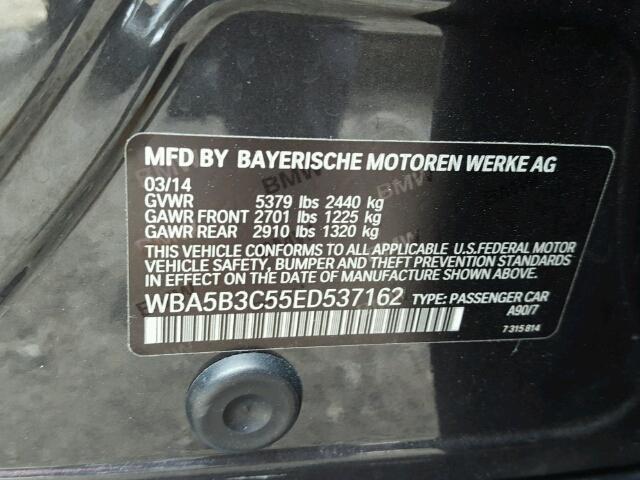 MFD BY BAYERISCHE MOTOREN WERKE AG
03/14
GVWR 5379 lbs 2440 kg
GAWR FRONT 2701 lbs 1225 kg
GAWR REAR 2910 lbs 1320 kg
THIS VEHICLE CONFORMS TO ALL APPLICABLE U.S.FEDERAL MOTOR
VEHICLE SAFETY, BUMPER AND THEFT PREVENTION STANDARDS
IN EFFECT ON THE DATE OF MANUFACTURE SHOWN ABOVE.
WBA5B3C55ED537162 TYPE: PASSENGER CAR
A90/7
7 315 814